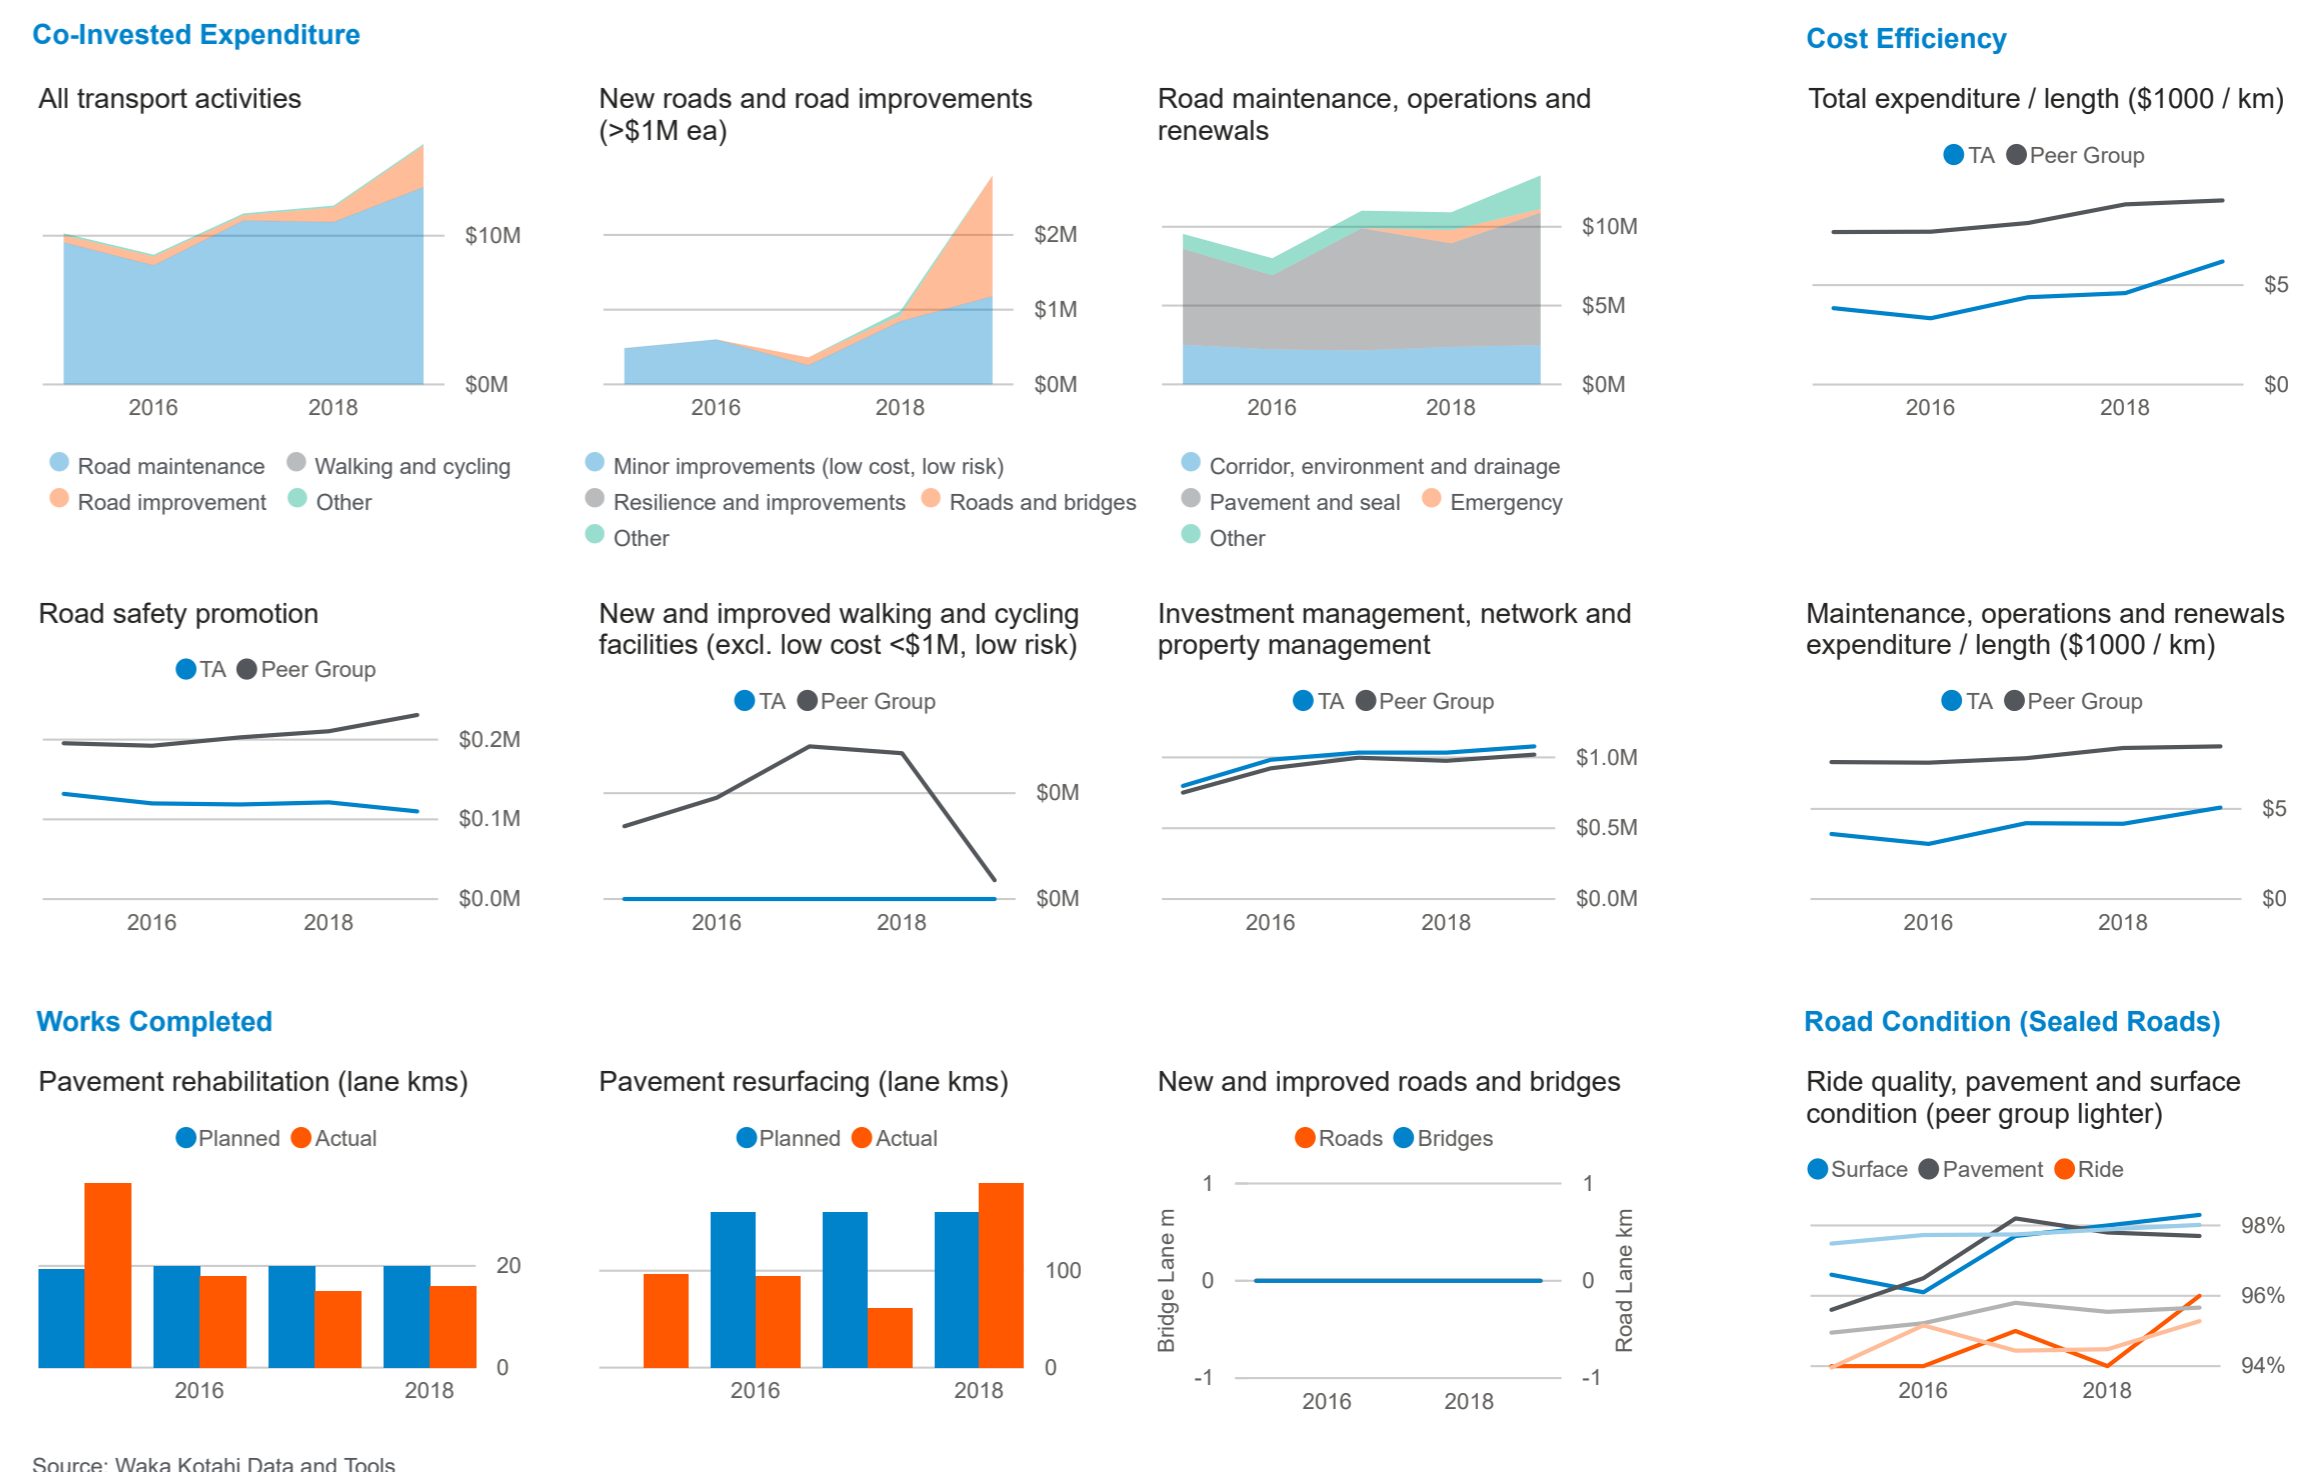 Co-Invested Expenditure
Cost Efficiency
All transport activities
$10M
$0M
2016 2018
Road maintenance Walking and cycling
Road improvement Other
New roads and road improvements
(>$1M ea)
$2M
$1M
$0M
2016 2018
Minor improvements (low cost, low risk)
Resilience and improvements Roads and bridges
Other
Road maintenance, operations and
renewals
$10M
$5M
$0M
2016 2018
Corridor, environment and drainage
Pavement and seal Emergency
Other
Total expenditure / length ($1000 / km)
TA Peer Group
$5
$0
2016 2018
Road safety promotion
TA Peer Group
$0.2M
$0.1M
$0.0M
2016 2018
New and improved walking and cycling
facilities (excl. low cost <$1M, low risk)
TA Peer Group
$0M
$0M
2016 2018
Investment management, network and
property management
TA Peer Group
$1.0M
$0.5M
$0.0M
2016 2018
Maintenance, operations and renewals
expenditure / length ($1000 / km)
TA Peer Group
$5
$0
2016 2018
Works Completed
Road Condition (Sealed Roads)
Pavement rehabilitation (lane kms)
Planned Actual
20
0
2016 2018
Pavement resurfacing (lane kms)
Planned Actual
100
0
2016 2018
New and improved roads and bridges
Roads Bridges
Bridge Lane m
Road Lane km
1 1
0 0
-1 -1
2016 2018
Ride quality, pavement and surface
condition (peer group lighter)
Surface Pavement Ride
98%
96%
94%
2016 2018
Source: Waka Kotahi Data and Tools